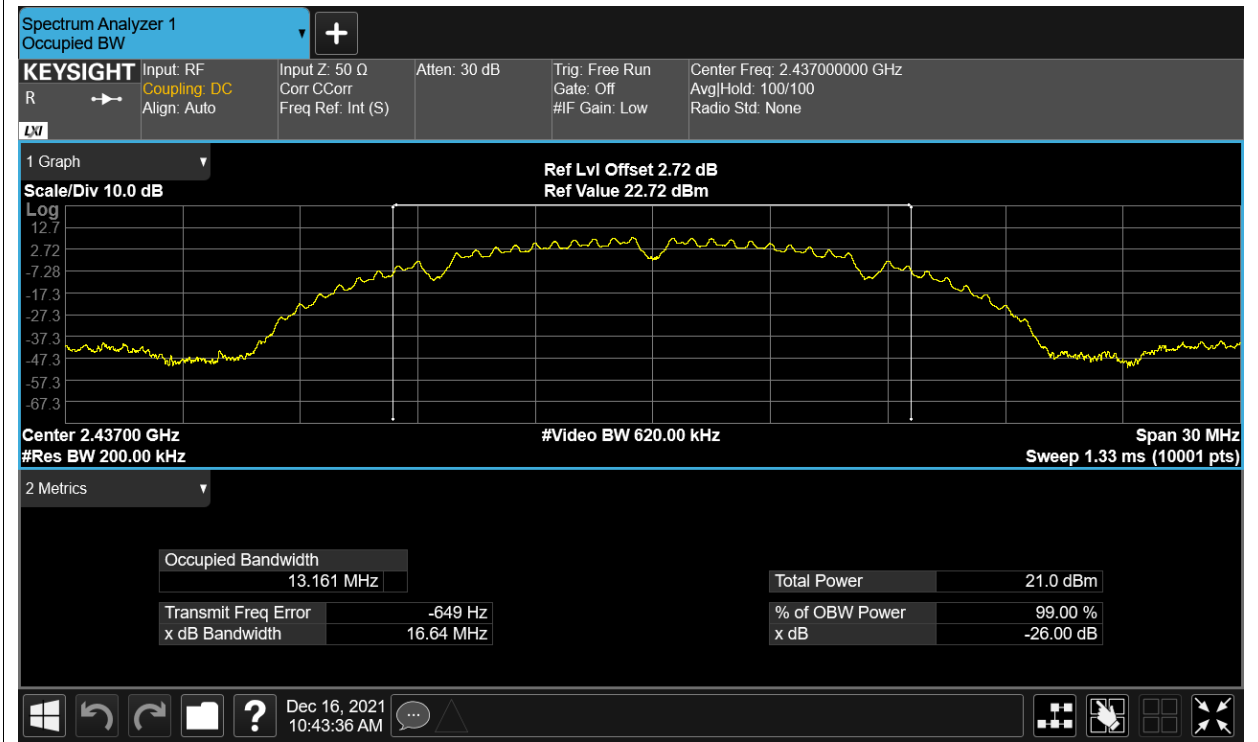 Spectrum Analyzer 1
Occupied BW
KEYSIGHT
R
LXI
Input: RF
Coupling: DC
Align: Auto
Input Z: 50 Ω
Corr CCorr
Freq Ref: Int (S)
Atten: 30 dB
Trig: Free Run
Gate: Off
#IF Gain: Low
Center Freq: 2.437000000 GHz
Avg|Hold: 100/100
Radio Std: None
1 Graph
Scale/Div 10.0 dB
Ref Lvl Offset 2.72 dB
Ref Value 22.72 dBm
Log
12.7
2.72
-7.28
-17.3
-27.3
-37.3
-47.3
-57.3
-67.3
Center 2.43700 GHz
#Res BW 200.00 kHz
#Video BW 620.00 kHz
Span 30 MHz
Sweep 1.33 ms (10001 pts)
2 Metrics
Occupied Bandwidth
13.161 MHz
Transmit Freq Error -649 Hz
x dB Bandwidth 16.64 MHz
Total Power 21.0 dBm
% of OBW Power 99.00 %
x dB -26.00 dB
?
Dec 16, 2021
10:43:36 AM